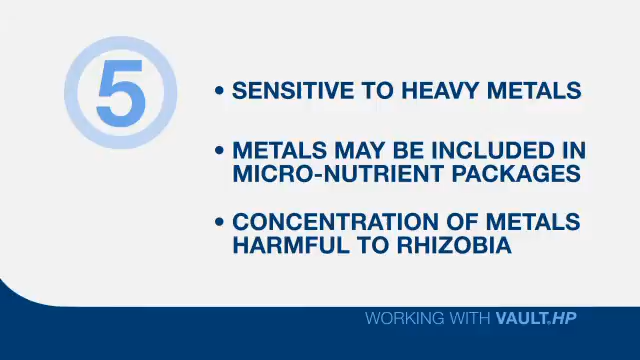 5
• SENSITIVE TO HEAVY METALS
• METALS MAY BE INCLUDED IN
MICRO-NUTRIENT PACKAGES
• CONCENTRATION OF METALS
HARMFUL TO RHIZOBIA
WORKING WITH VAULT® HP